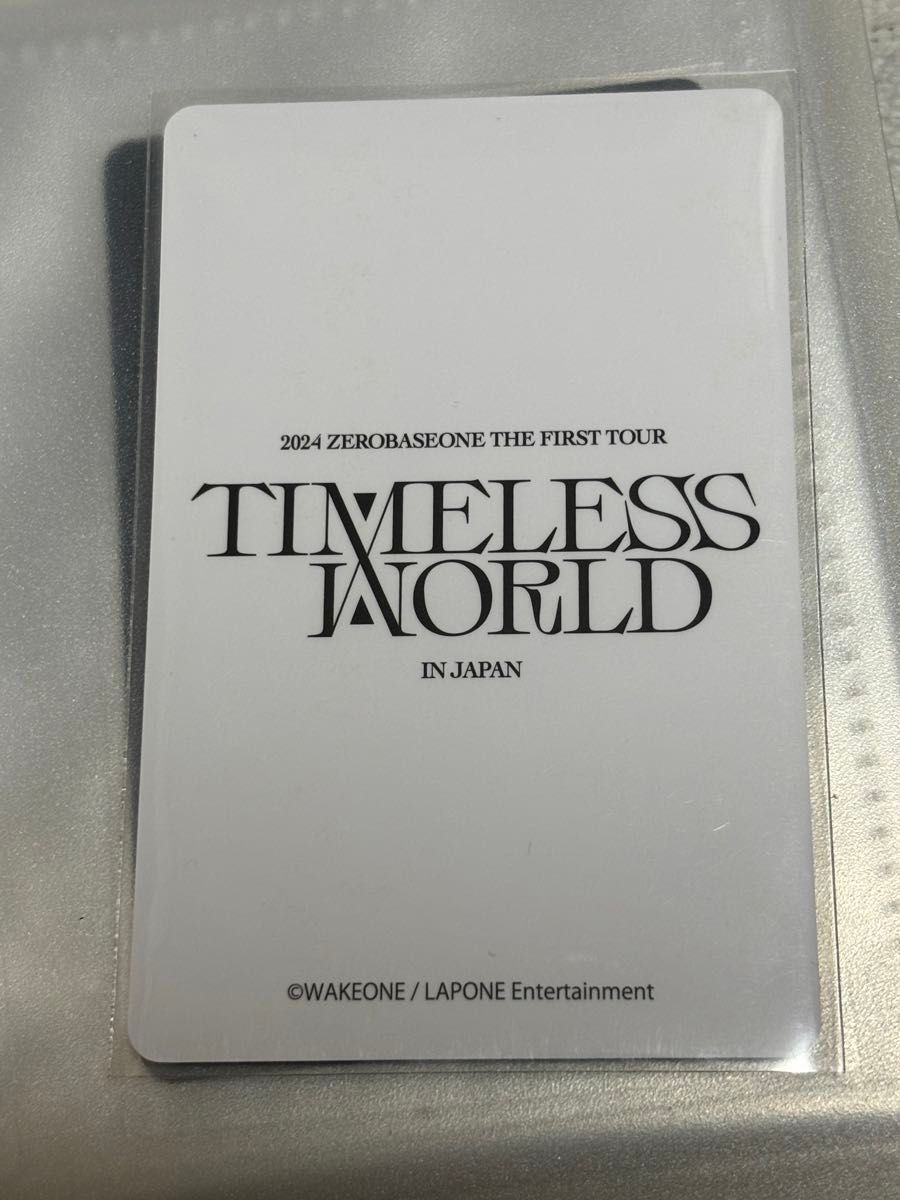 2024 ZEROBASEONE THE FIRST TOUR
TIMELESS
WORLD
IN JAPAN
©WAKEONE / LAPONE Entertainment